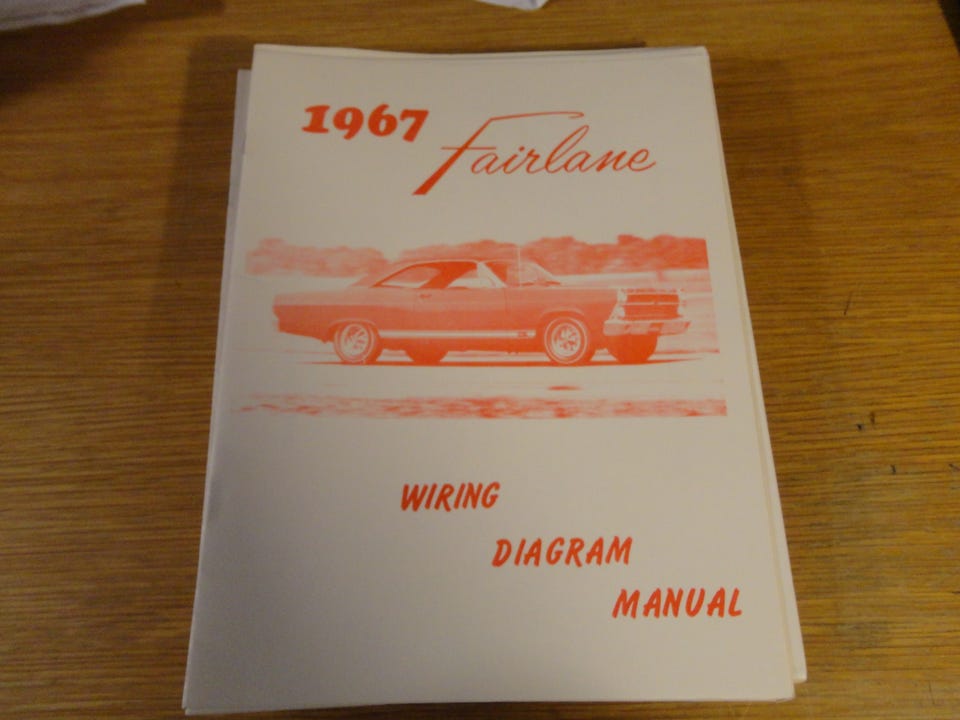 1967
Fairlane
WIRING
DIAGRAM
MANUAL